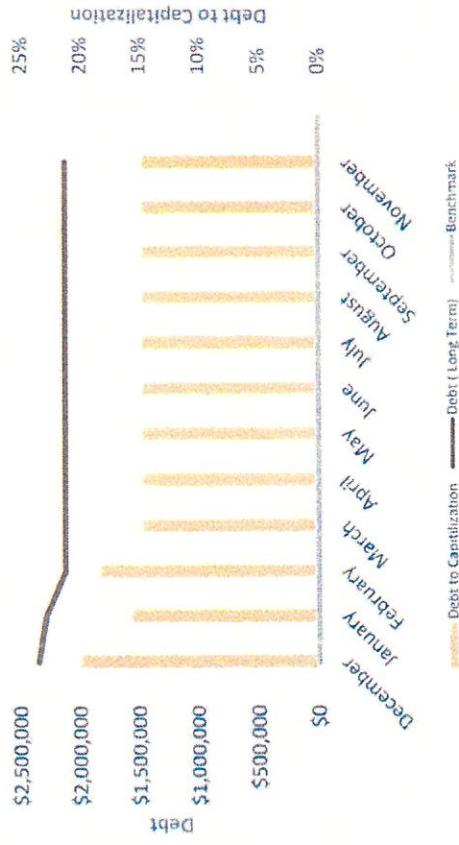 Debt
$2,500,000
$2,000,000
$1,500,000
$1,000,000
$500,000
$0
Debt to Capitalization
25%
20%
15%
10%
5%
0%
December
January
February
March
April
May
June
July
August
September
October
November
Debt to Capitilization
Debt ( Long Term)
Benchmark